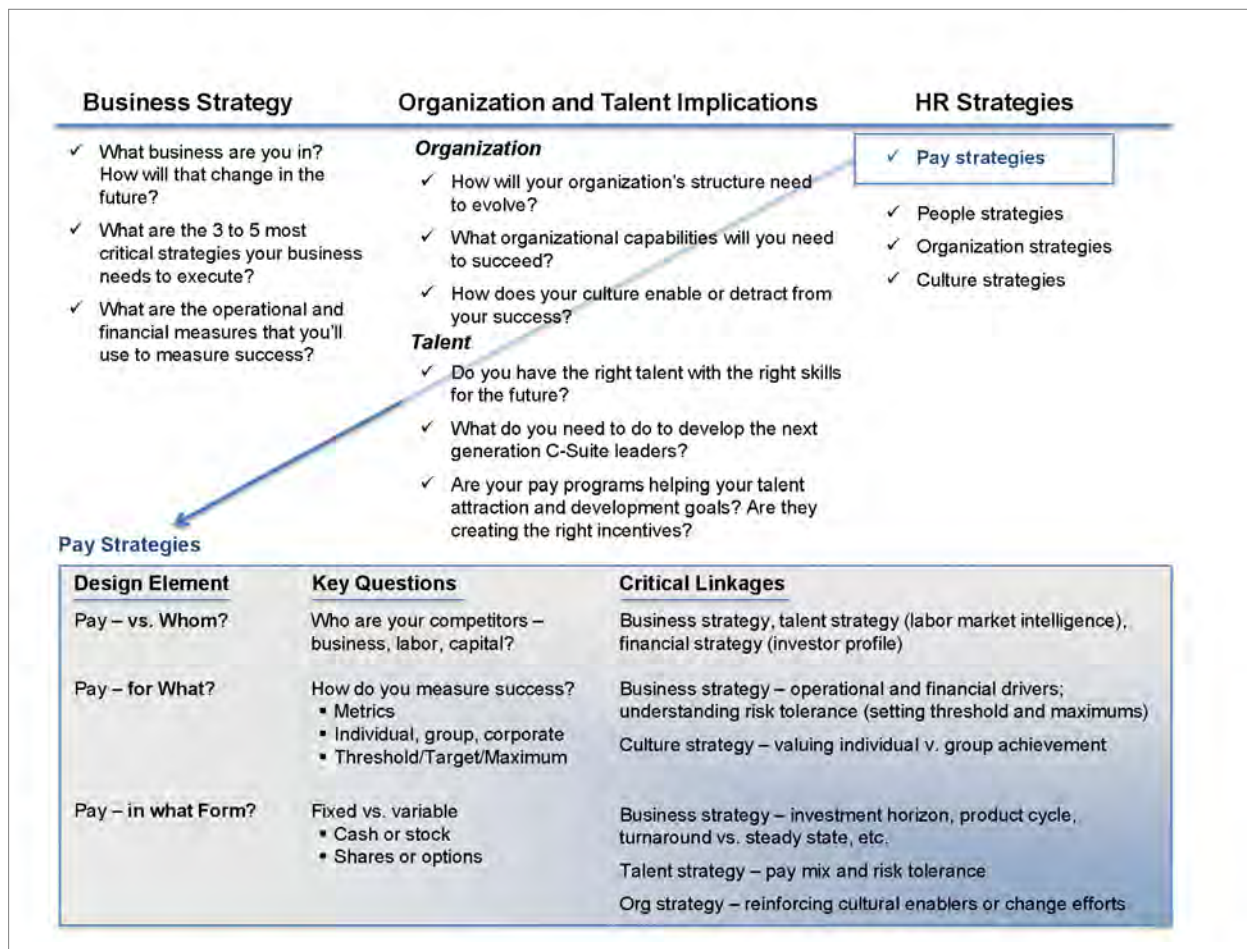 Business Strategy
Organization and Talent Implications
HR Strategies
✓ What business are you in?
How will that change in the
future?
✓ What are the 3 to 5 most
critical strategies your business
needs to execute?
✓ What are the operational and
financial measures that you'll
use to measure success?
Organization
✓ How will your organization's structure need
to evolve?
✓ What organizational capabilities will you need
to succeed?
✓ How does your culture enable or detract from
your success?
Talent
✓ Do you have the right talent with the right skills
for the future?
✓ What do you need to do to develop the next
generation C-Suite leaders?
✓ Are your pay programs helping your talent
attraction and development goals? Are they
creating the right incentives?
✓ Pay strategies
✓ People strategies
✓ Organization strategies
✓ Culture strategies
Pay Strategies
Design Element
Key Questions
Critical Linkages
Pay – vs. Whom?
Who are your competitors –
business, labor, capital?
Business strategy, talent strategy (labor market intelligence),
financial strategy (investor profile)
Pay – for What?
How do you measure success?
▪ Metrics
▪ Individual, group, corporate
▪ Threshold/Target/Maximum
Business strategy – operational and financial drivers;
understanding risk tolerance (setting threshold and maximums)
Culture strategy – valuing individual v. group achievement
Pay – in what Form?
Fixed vs. variable
▪ Cash or stock
▪ Shares or options
Business strategy – investment horizon, product cycle,
turnaround vs. steady state, etc.
Talent strategy – pay mix and risk tolerance
Org strategy – reinforcing cultural enablers or change efforts